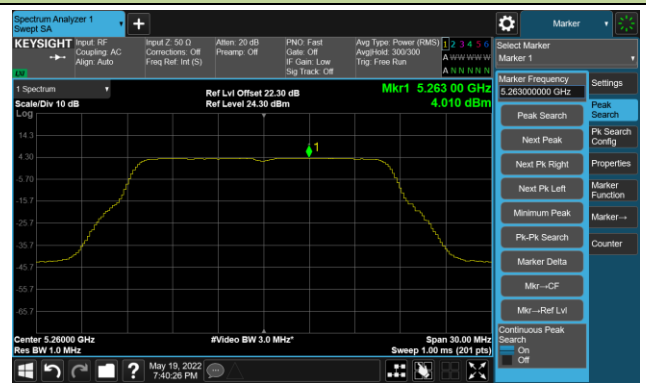 Spectrum Analyzer 1
Swept SA
Marker
KEYSIGHT
Input: RF
Coupling: AC
Align: Auto
Input Z: 50 Ω
Corrections: Off
Freq Ref: Int (S)
Atten: 20 dB
Preamp: Off
PNO: Fast
Gate: Off
IF Gain: Low
Sig Track: Off
Avg Type: Power (RMS)
Avg|Hold: 300/300
Trig: Free Run
1 2 3 4 5 6
A W W W W W
A N N N N N
LXI
Select Marker
Marker 1
1 Spectrum
Scale/Div 10 dB
Log
Ref Lvl Offset 22.30 dB
Ref Level 24.30 dBm
Mkr1 5.263 00 GHz
4.010 dBm
14.3
4.30
-5.70
-15.7
-25.7
-35.7
-45.7
-55.7
-65.7
1
Center 5.26000 GHz
Res BW 1.0 MHz
#Video BW 3.0 MHz*
Span 30.00 MHz
Sweep 1.00 ms (201 pts)
Marker Frequency
5.263000000 GHz
Peak Search
Next Peak
Next Pk Right
Next Pk Left
Minimum Peak
Pk-Pk Search
Marker Delta
Mkr→CF
Mkr→Ref Lvl
Continuous Peak
Search
On
Off
Settings
Peak
Search
Pk Search
Config
Properties
Marker
Function
Marker→
Counter
?
May 19, 2022
7:40:26 PM